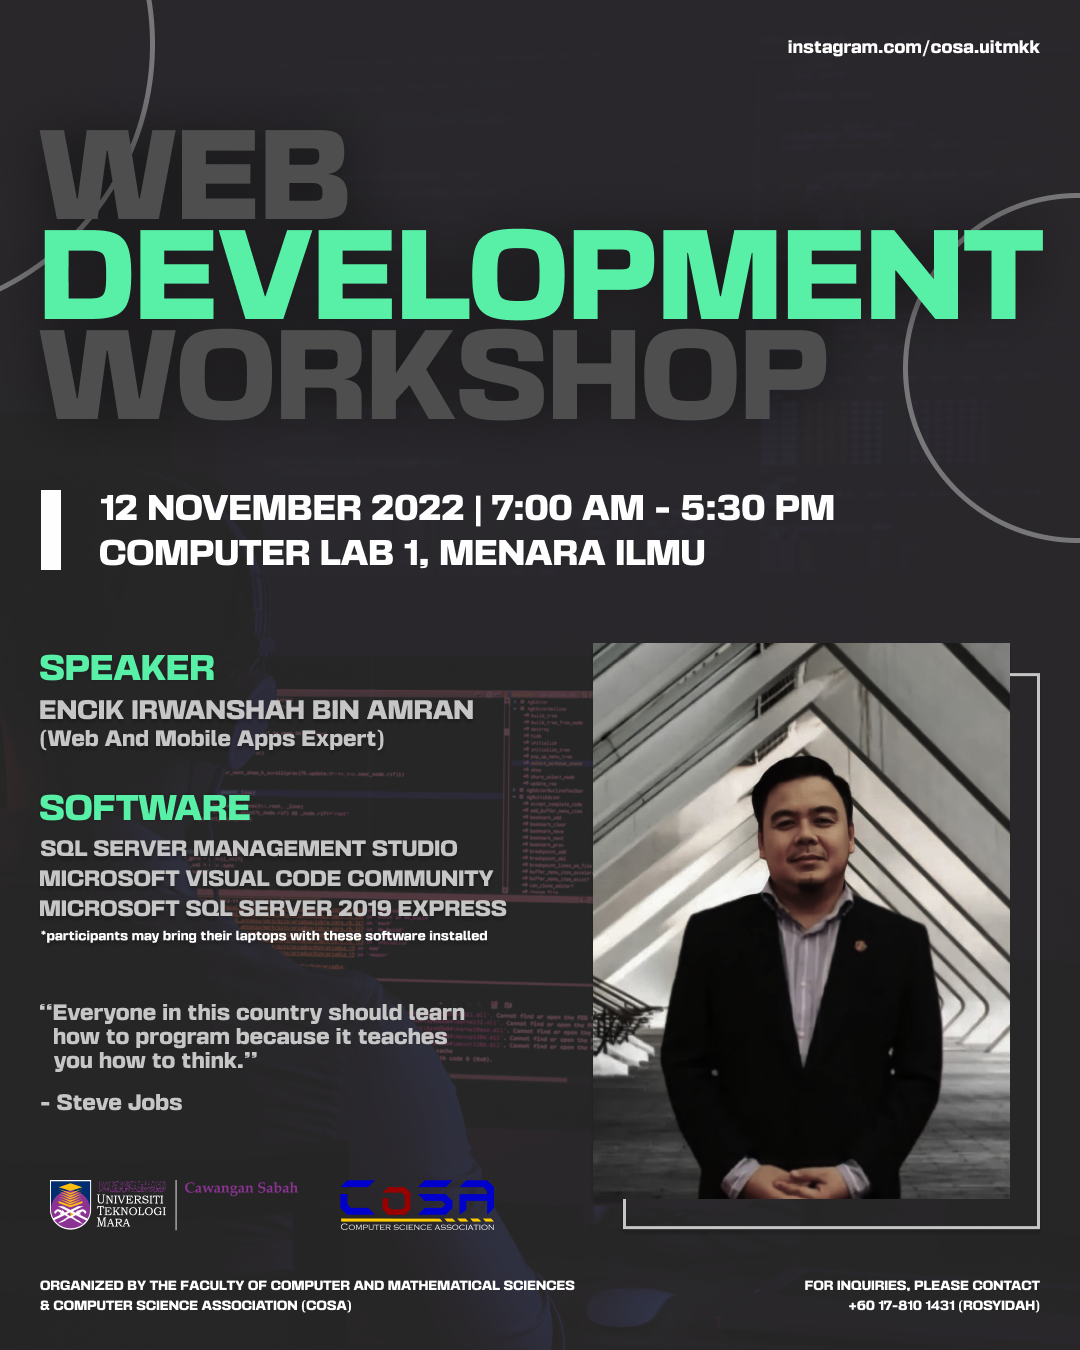 instagram.com/cosa.uitmkk
WEB
DEVELOPMENT
WORKSHOP
12 NOVEMBER 2022 | 7:00 AM - 5:30 PM
COMPUTER LAB 1, MENARA ILMU
SPEAKER
ENCIK IRWANSHAH BIN AMRAN
(Web And Mobile Apps Expert)
SOFTWARE
SQL SERVER MANAGEMENT STUDIO
MICROSOFT VISUAL CODE COMMUNITY
MICROSOFT SQL SERVER 2019 EXPRESS
*participants may bring their laptops with these software installed
“Everyone in this country should learn
how to program because it teaches
you how to think.”
- Steve Jobs
UNIVERSITI
TEKNOLOGI
MARA
Cawangan Sabah
CoSA
COMPUTER SCIENCE ASSOCIATION
ORGANIZED BY THE FACULTY OF COMPUTER AND MATHEMATICAL SCIENCES
& COMPUTER SCIENCE ASSOCIATION (COSA)
FOR INQUIRIES, PLEASE CONTACT
+60 17-810 1431 (ROSYIDAH)